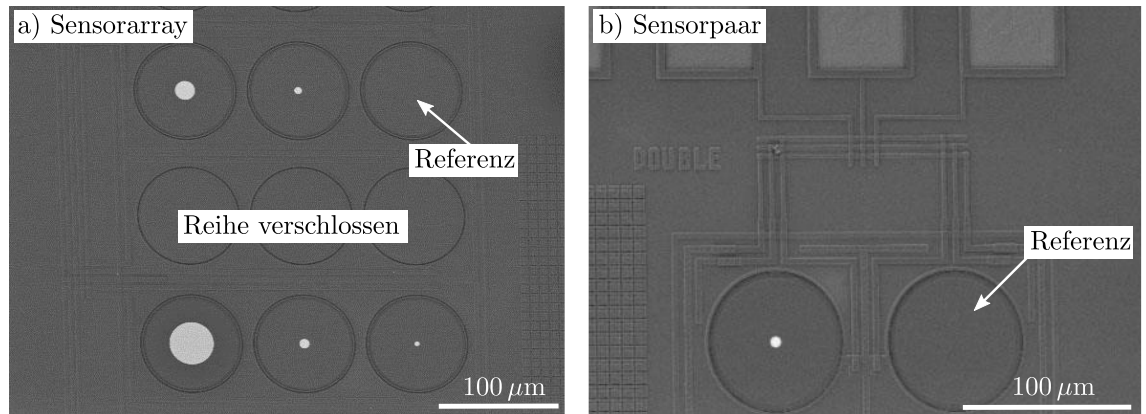 a) Sensorarray
Referenz
Reihe verschlossen
100 μm
b) Sensorpaar
DOUBLE
Referenz
100 μm